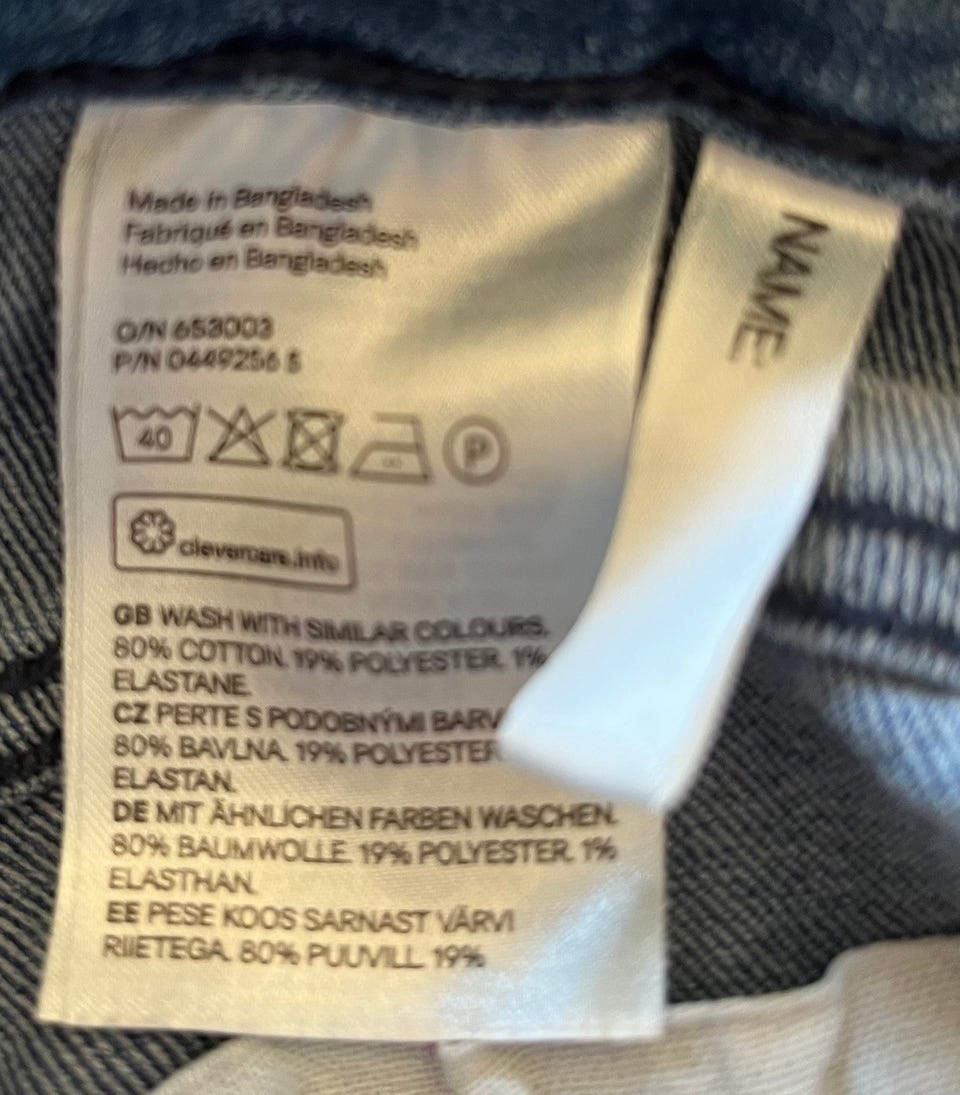 Made in Bangladesh
Fabriqué en Bangladesh
Hecho en Bangladesh
O/N 653003
P/N 0449256 S
40
P
clevercare.info
GB WASH WITH SIMILAR COLOURS.
80% COTTON. 19% POLYESTER. 1%
ELASTANE.
CZ PERTE S PODOBNÝMI BARV
80% BAVLNA. 19% POLYESTER
ELASTAN.
DE MIT ÄHNLICHEN FARBEN WASCHEN.
80% BAUMWOLLE. 19% POLYESTER. 1%
ELASTHAN.
EE PESE KOOS SARNAST VÄRVI
RIIETEGA. 80% PUUVILL. 19%
NAME